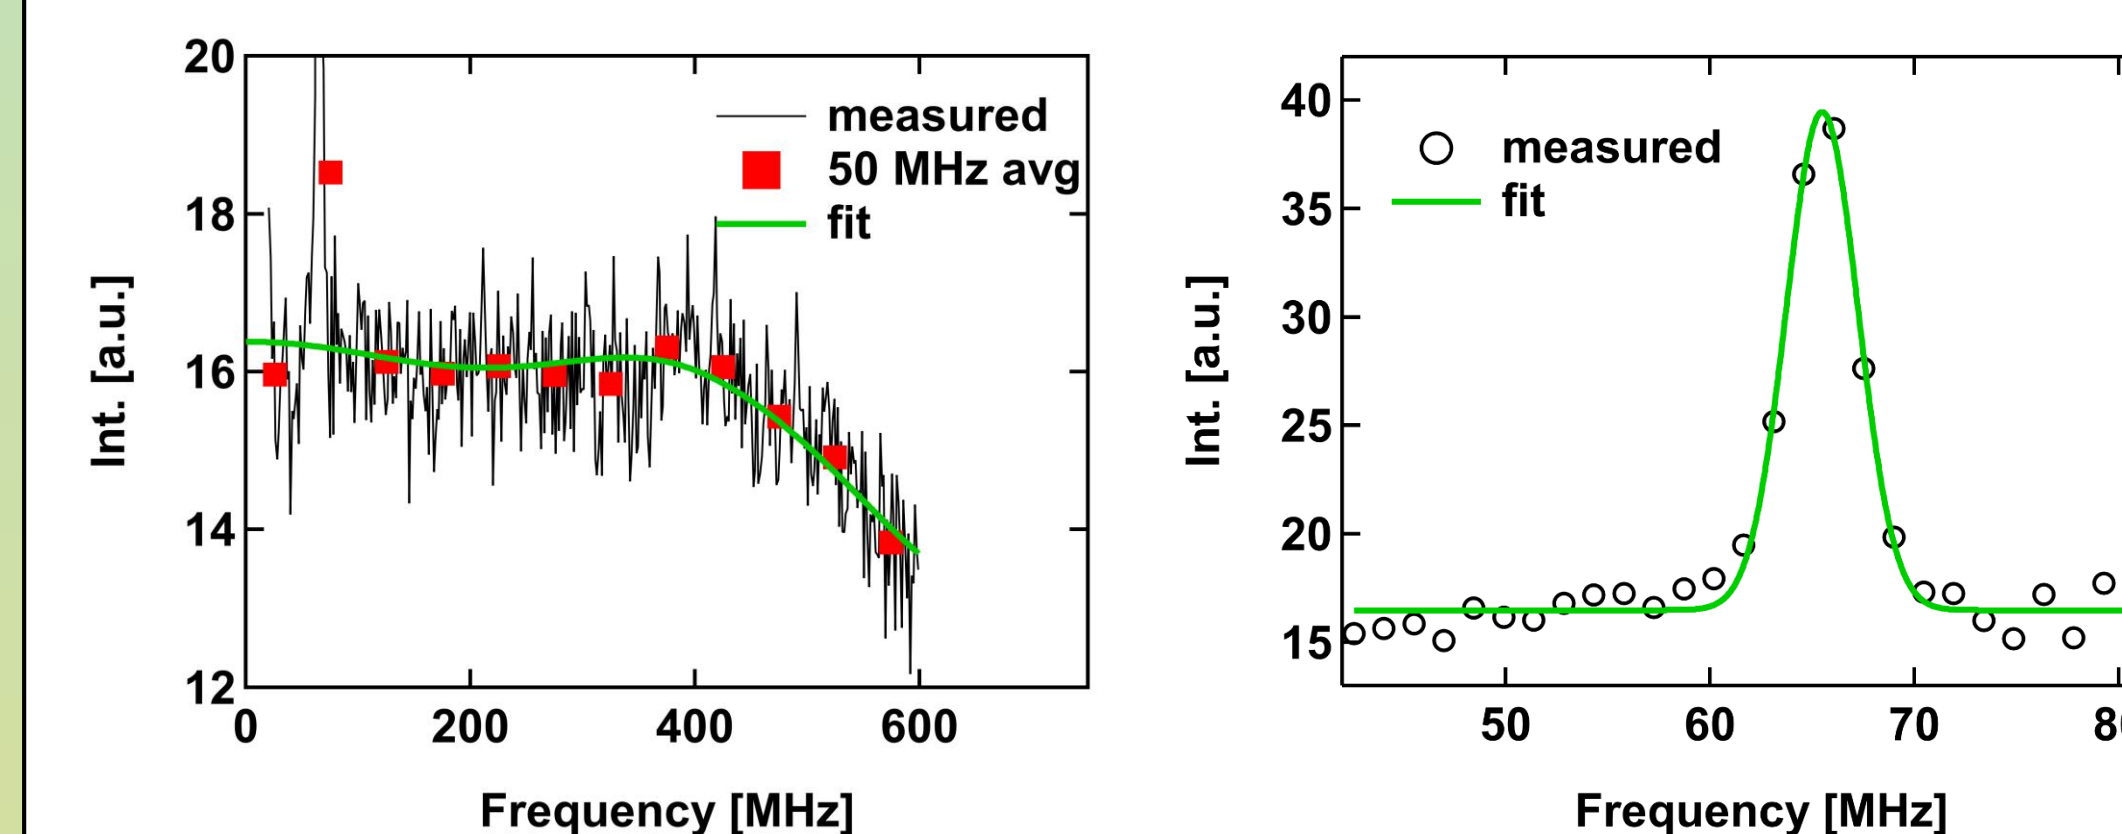 20
18
16
14
12
0 200 400 600
Int. [a.u.]
Frequency [MHz]
measured
50 MHz avg
fit
40
35
30
25
20
15
50 60 70
Int. [a.u.]
Frequency [MHz]
measured
fit